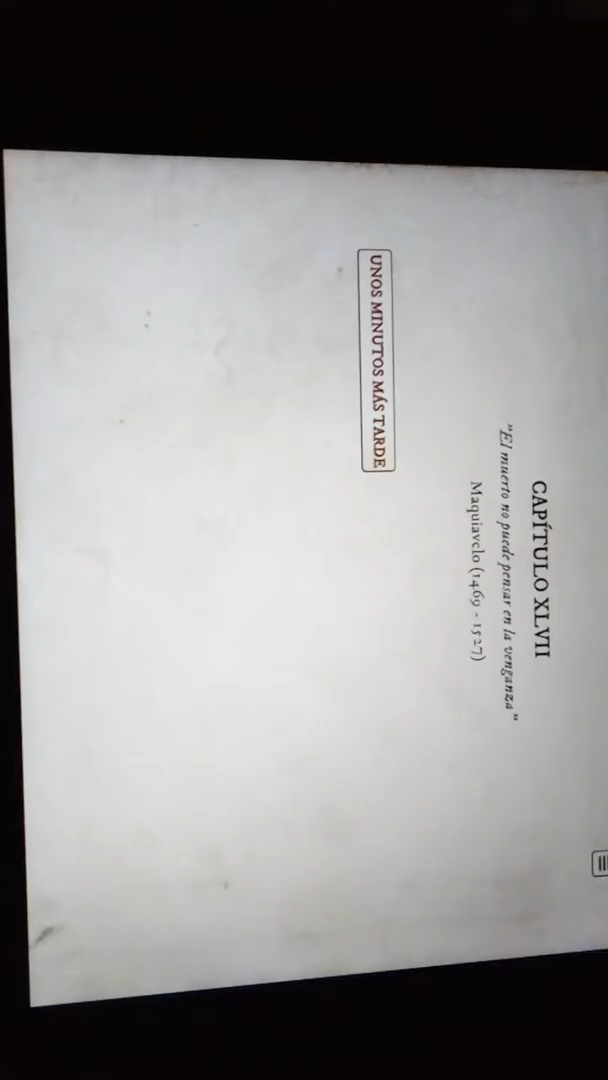 CAPÍTULO XLVII
"El muerto no puede pensar en la venganza"
Maquiavelo (1469 - 1527)
UNOS MINUTOS MÁS TARDE